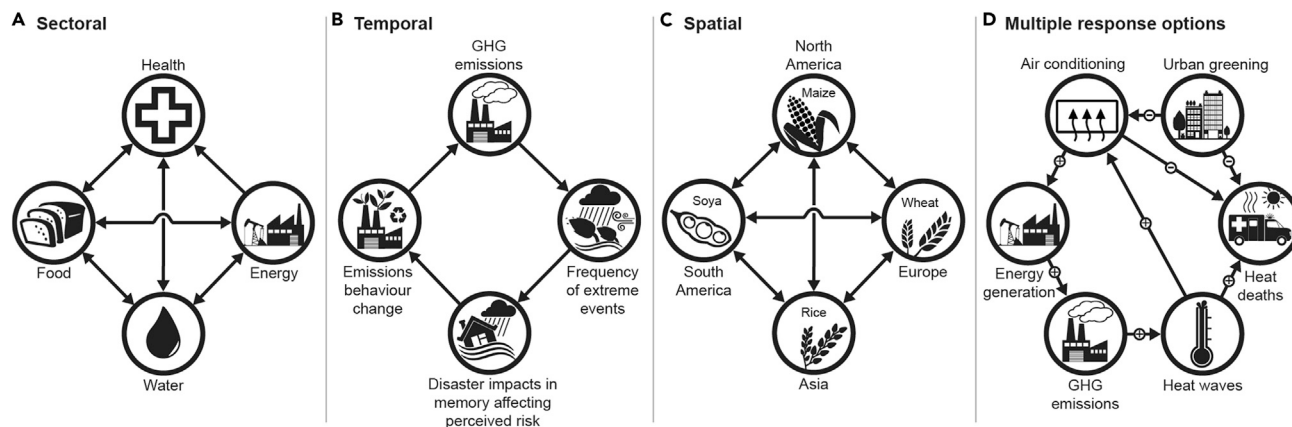 A Sectoral
Health
Food
Energy
Water
B Temporal
GHG
emissions
Emissions
behaviour
change
Frequency
of extreme
events
Disaster impacts in
memory affecting
perceived risk
C Spatial
North
America
Maize
Soya
South
America
Wheat
Europe
Rice
Asia
D Multiple response options
Air conditioning
Urban greening
−
+
−
−
Energy
generation
+
+
+
Heat
deaths
+
GHG
emissions
Heat waves